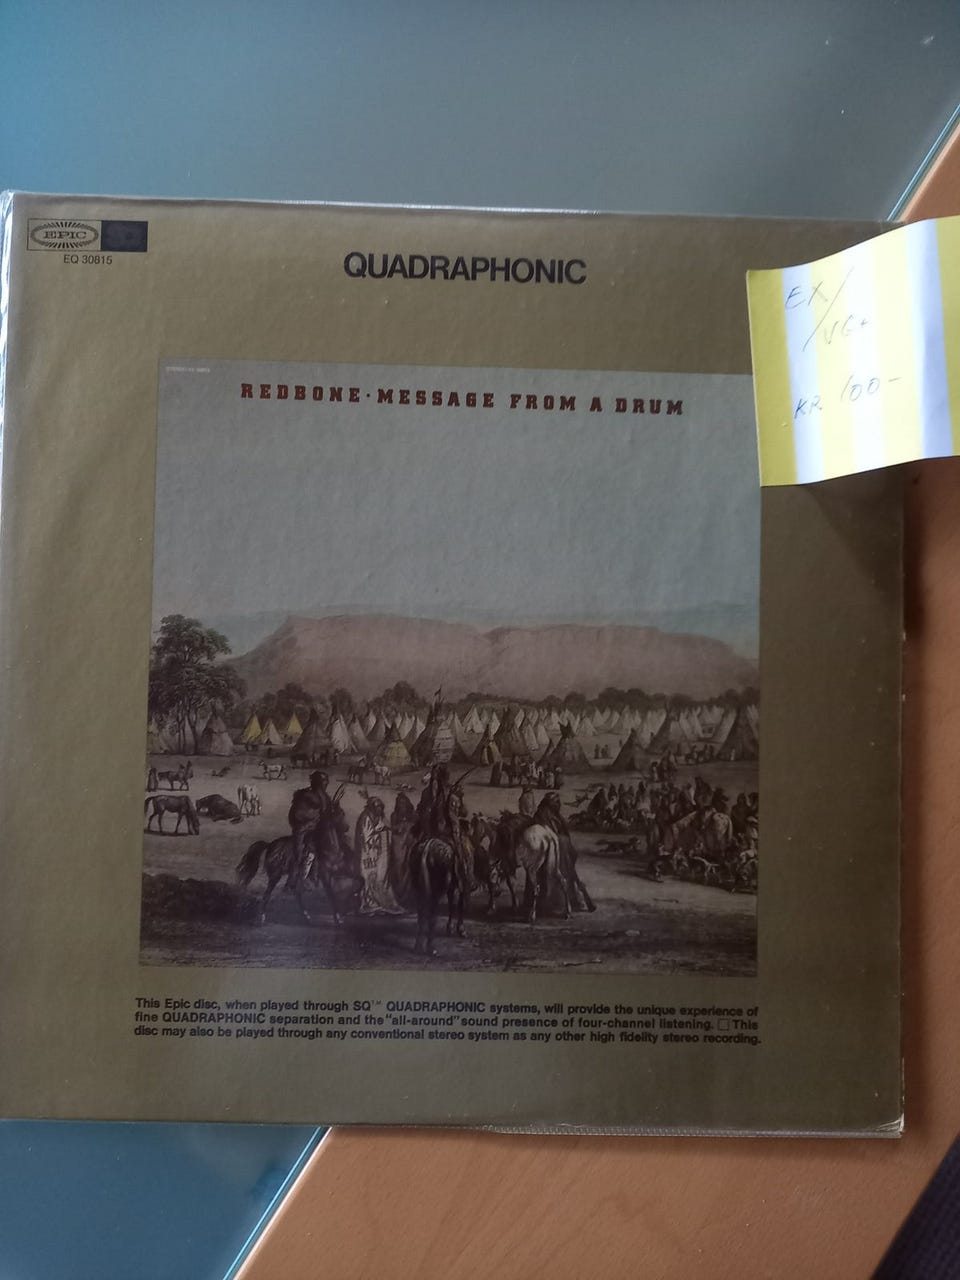 EPIC
EQ 30815
QUADRAPHONIC
EX/
VG+
KR 100-
REDBONE · MESSAGE FROM A DRUM
This Epic disc, when played through SQ™ QUADRAPHONIC systems, will provide the unique experience of
fine QUADRAPHONIC separation and the "all-around" sound presence of four-channel listening. □ This
disc may also be played through any conventional stereo system as any other high fidelity stereo recording.